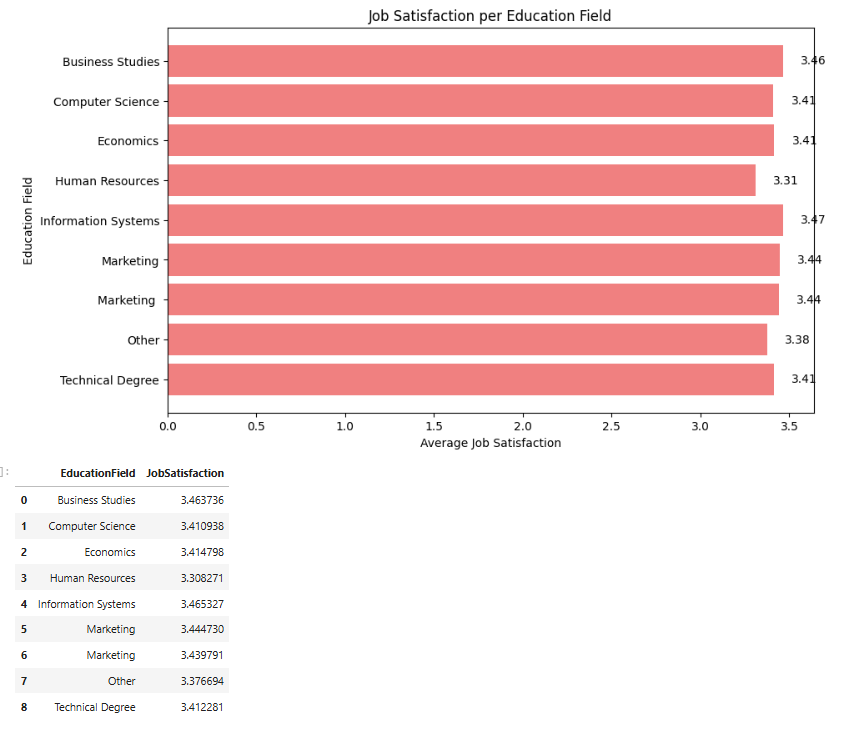 Job Satisfaction per Education Field
Education Field
Business Studies 3.46
Computer Science 3.41
Economics 3.41
Human Resources 3.31
Information Systems 3.47
Marketing 3.44
Marketing 3.44
Other 3.38
Technical Degree 3.41
0.0 0.5 1.0 1.5 2.0 2.5 3.0 3.5
Average Job Satisfaction
]:
EducationField JobSatisfaction
0 Business Studies 3.463736
1 Computer Science 3.410938
2 Economics 3.414798
3 Human Resources 3.308271
4 Information Systems 3.465327
5 Marketing 3.444730
6 Marketing 3.439791
7 Other 3.376694
8 Technical Degree 3.412281